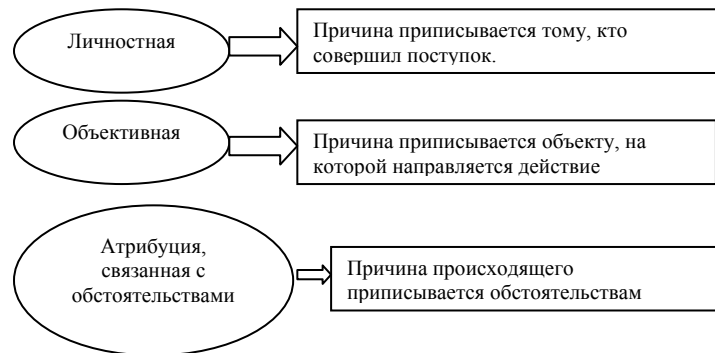 Личностная
Причина приписывается тому, кто
совершил поступок.
Объективная
Причина приписывается объекту, на
которой направляется действие
Атрибуция,
связанная с
обстоятельствами
Причина происходящего
приписывается обстоятельствам